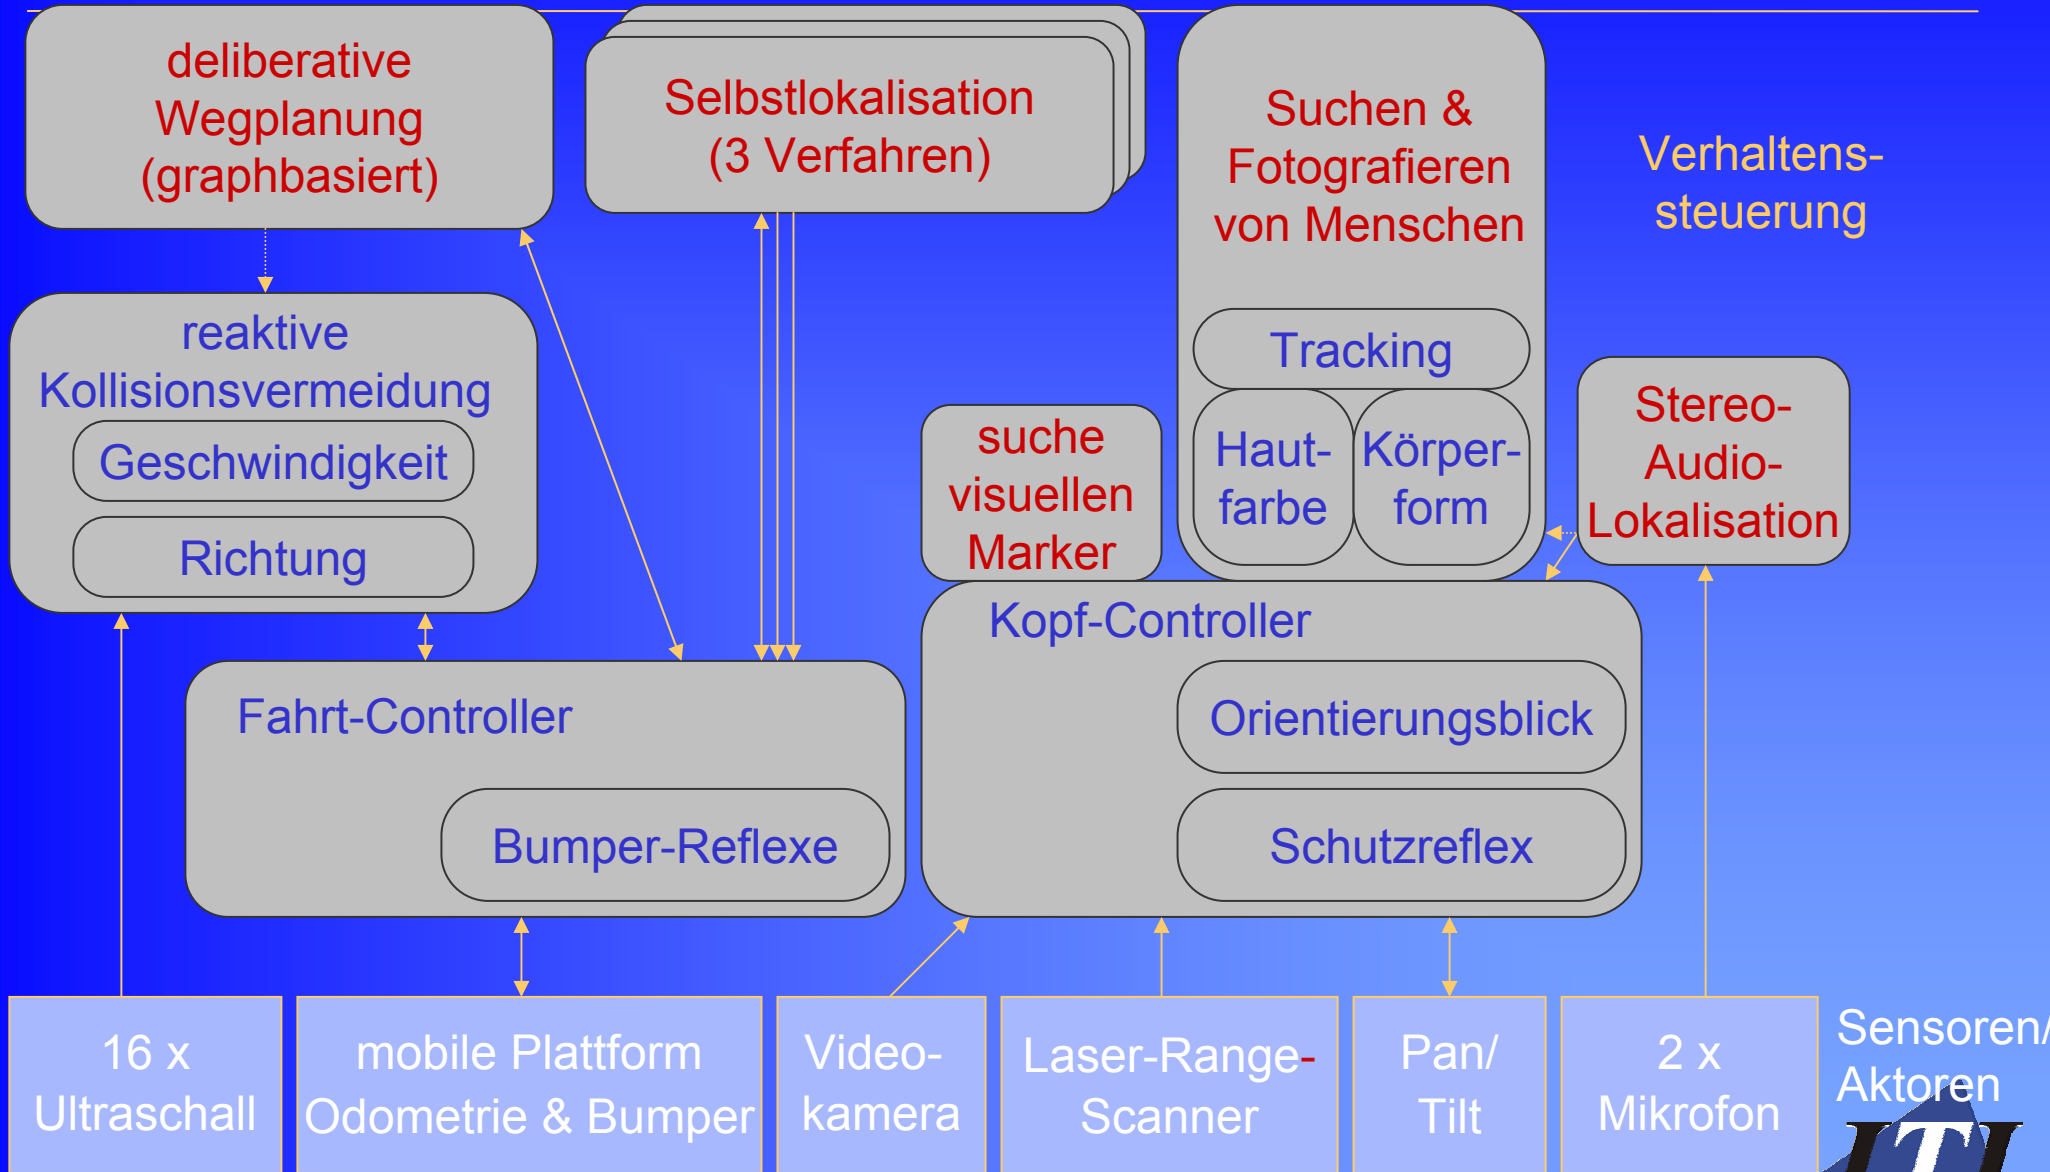 deliberative
Wegplanung
(graphbasiert)
Selbstlokalisation
(3 Verfahren)
Suchen &
Fotografieren
von Menschen
Verhaltens-
steuerung
reaktive
Kollisionsvermeidung
Geschwindigkeit
Richtung
Tracking
Haut-
farbe
Körper-
form
suche
visuellen
Marker
Stereo-
Audio-
Lokalisation
Kopf-Controller
Orientierungsblick
Schutzreflex
Fahrt-Controller
Bumper-Reflexe
16 x
Ultraschall
mobile Plattform
Odometrie & Bumper
Video-
kamera
Laser-Range-
Scanner
Pan/
Tilt
2 x
Mikrofon
Sensoren/
Aktoren
ITI